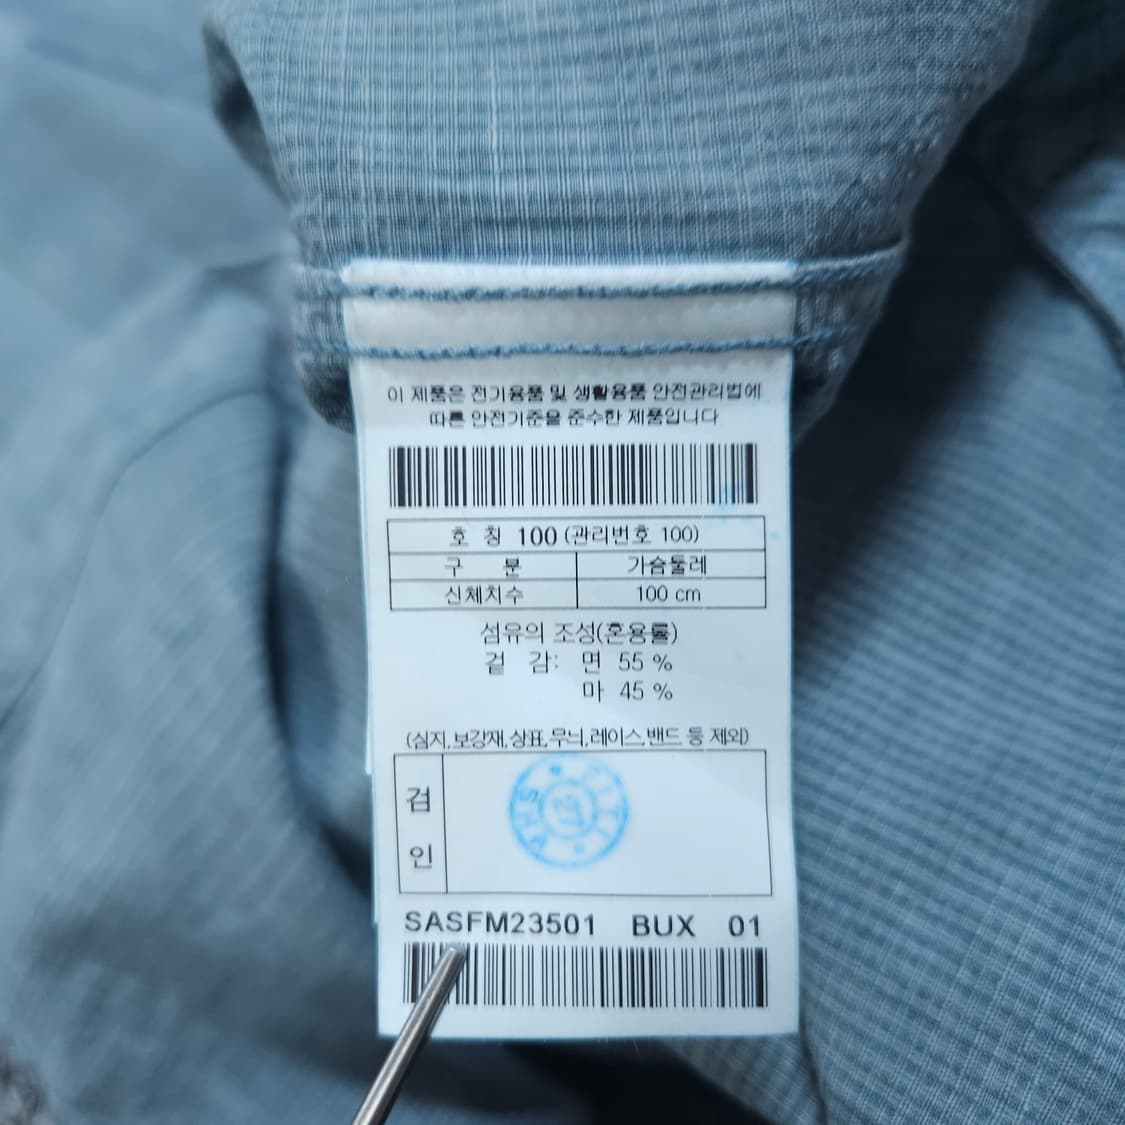 이 제품은 전기용품 및 생활용품 안전관리법에
따른 안전기준을 준수한 제품입니다
호 칭 100 (관리번호 100)
구 분 가슴둘레
신체치수 100 cm
섬유의 조성(혼용률)
겉 감: 면 55 %
마 45 %
(심지,보강재,상표,무늬,레이스,밴드 등 제외)
검
인
SASFM23501 BUX 01